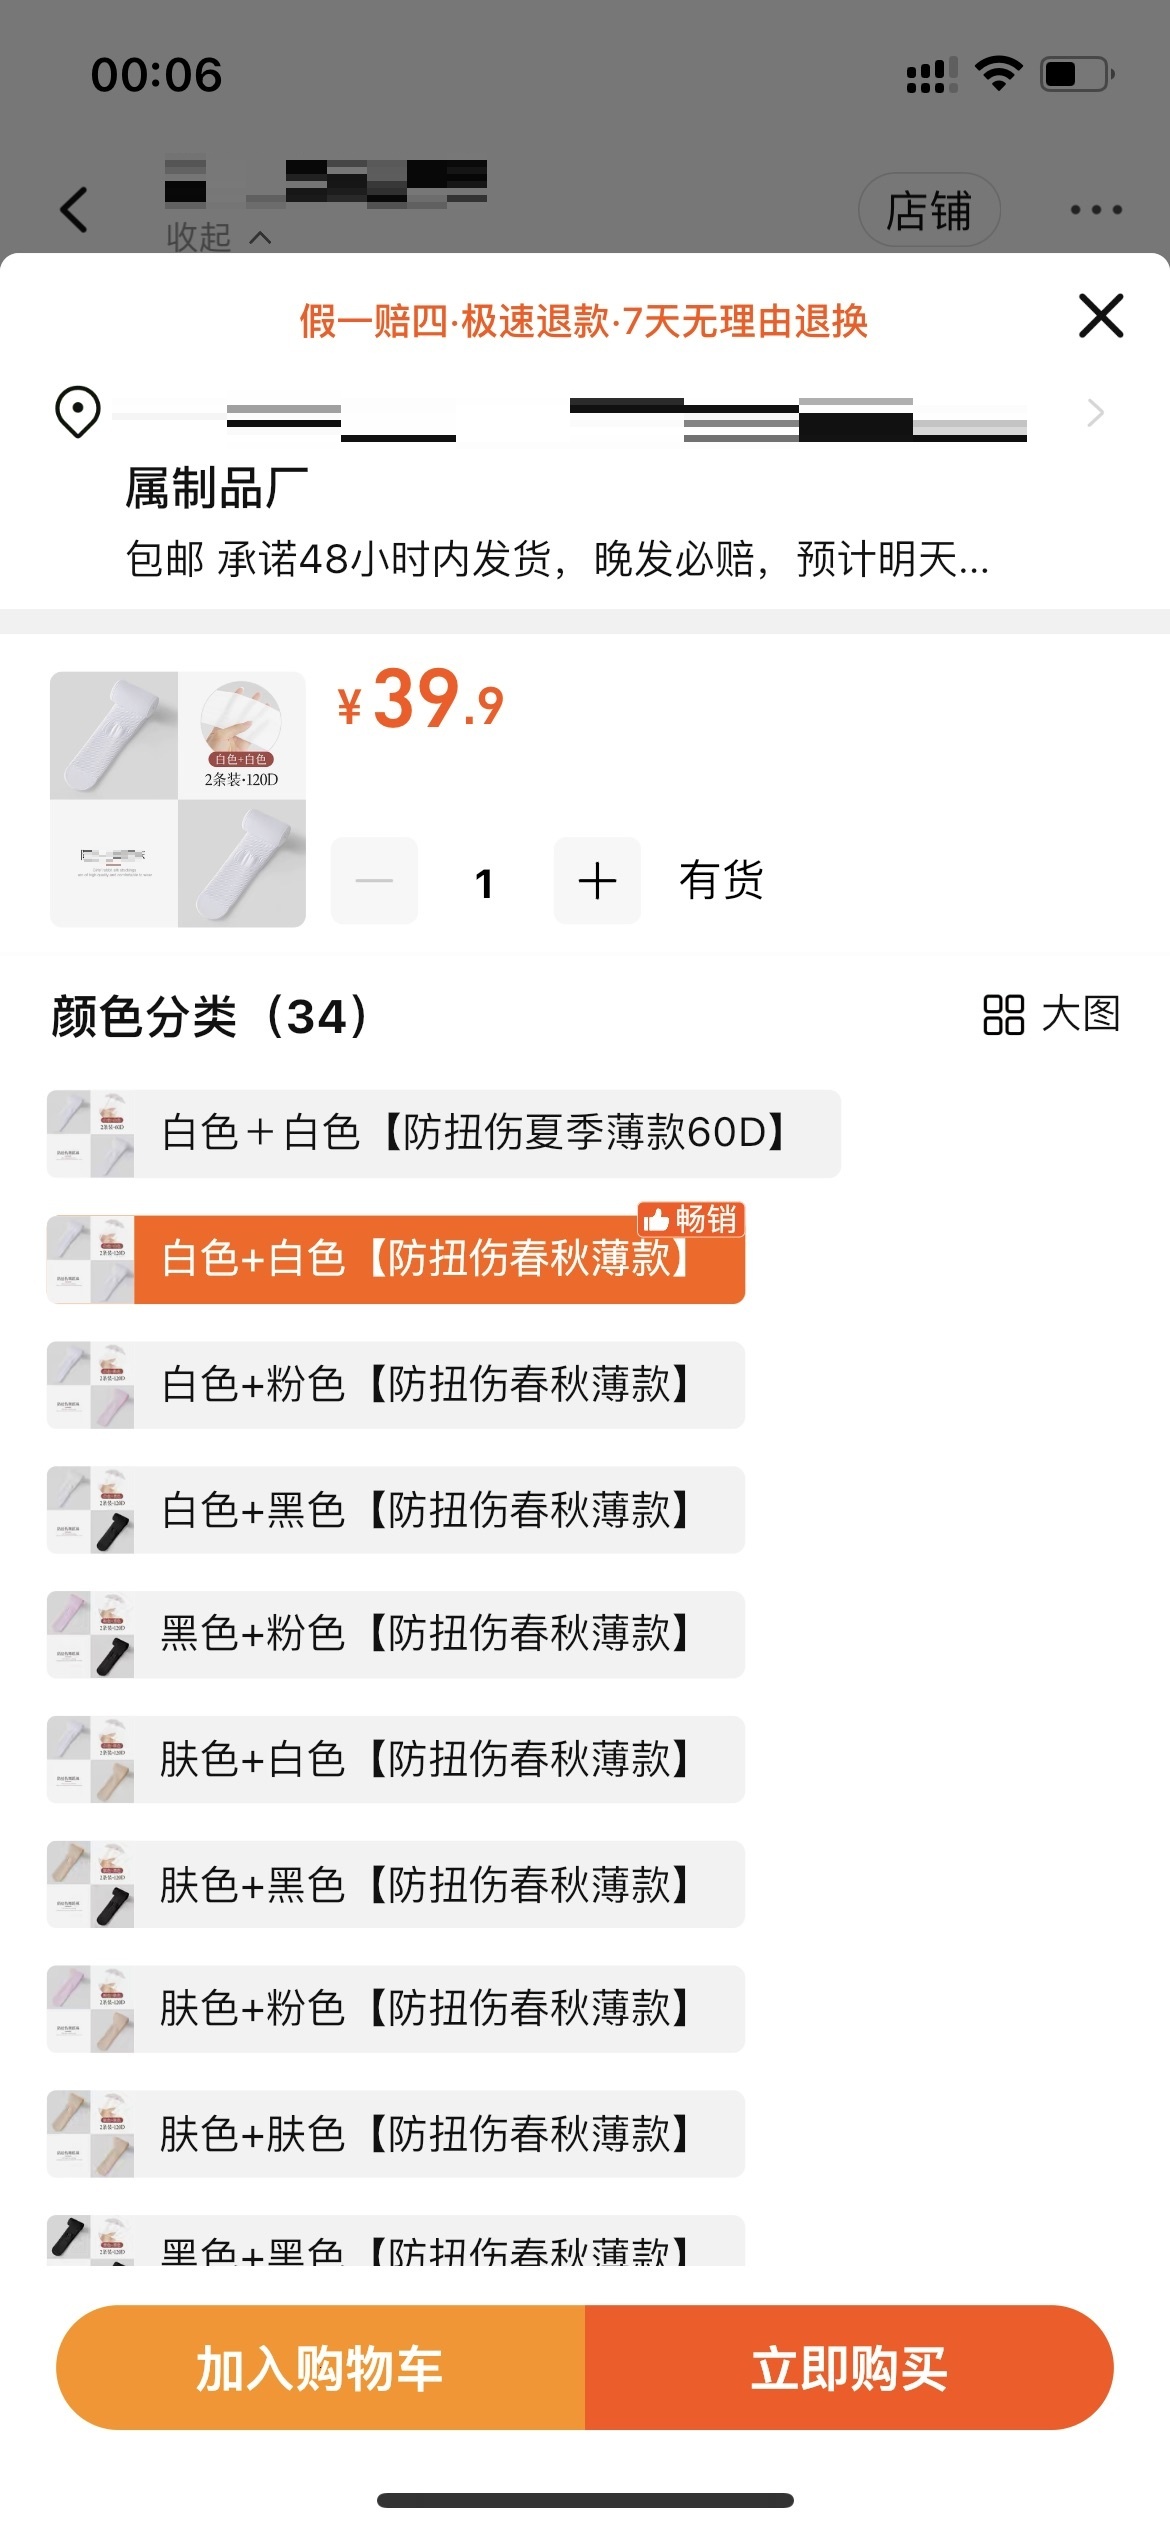 00:06
收起
店铺
假一赔四·极速退款·7天无理由退换
属制品厂
包邮 承诺48小时内发货，晚发必赔，预计明天...
¥39.9
白色+白色
2条装·120D
1
有货
颜色分类（34）
大图
白色＋白色【防扭伤夏季薄款60D】
畅销
白色+白色【防扭伤春秋薄款】
白色+粉色【防扭伤春秋薄款】
白色+黑色【防扭伤春秋薄款】
黑色+粉色【防扭伤春秋薄款】
肤色+白色【防扭伤春秋薄款】
肤色+黑色【防扭伤春秋薄款】
肤色+粉色【防扭伤春秋薄款】
肤色+肤色【防扭伤春秋薄款】
黑色+黑色【防扭伤春秋薄款】
加入购物车
立即购买